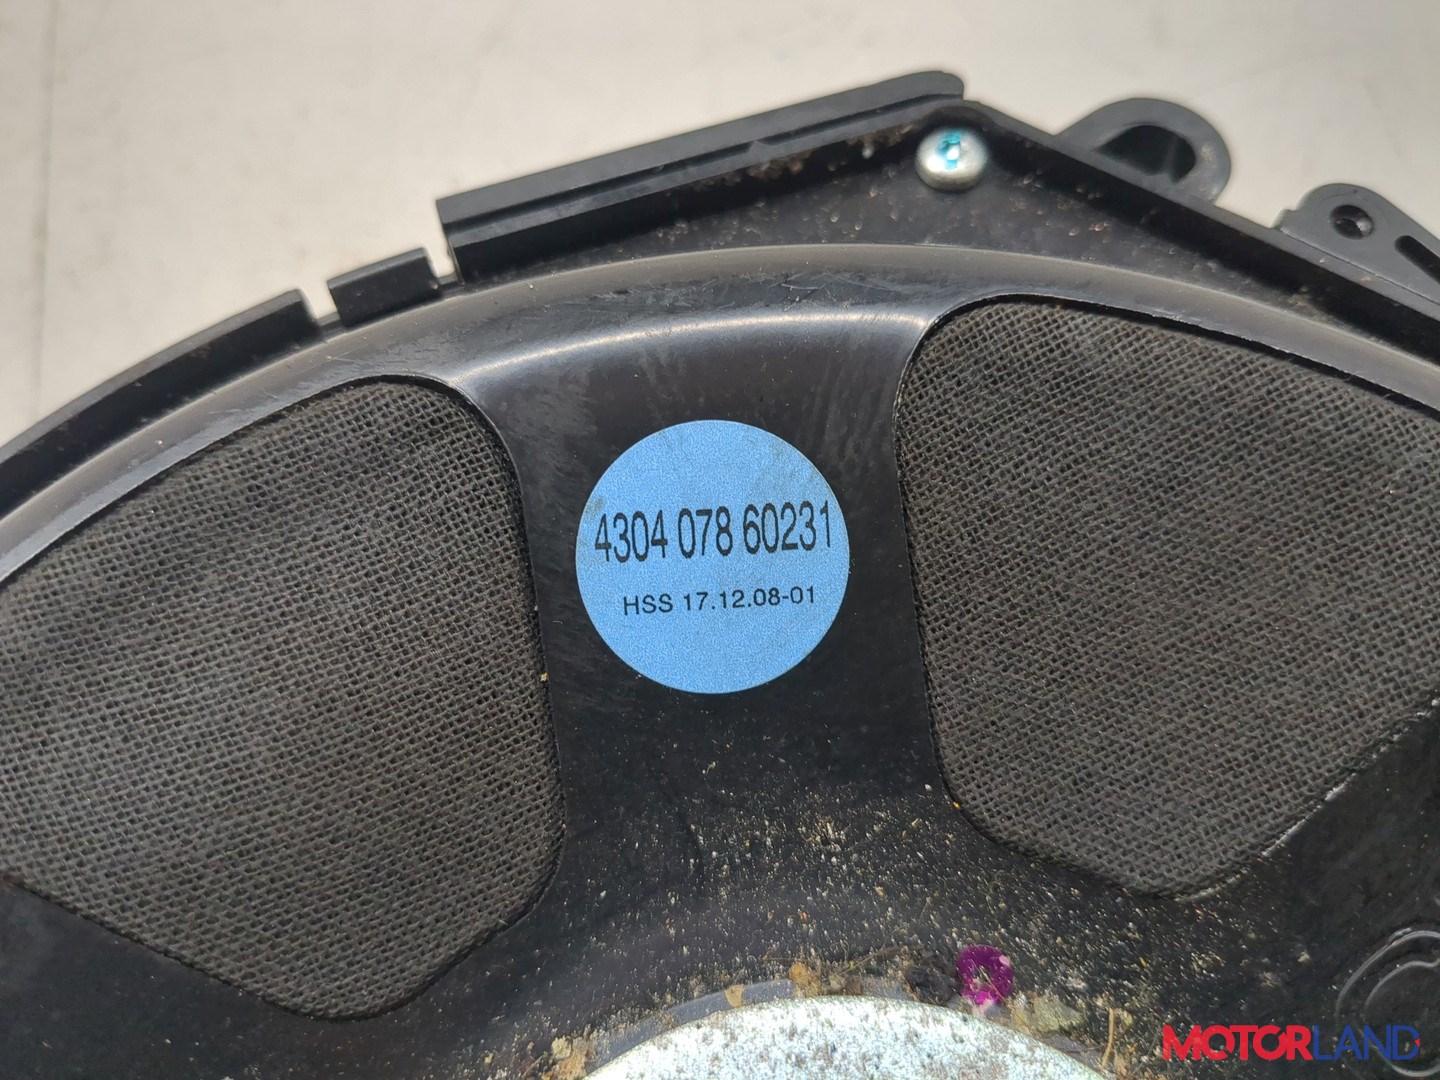 4304 078 60231
HSS 17.12.08-01
MOTORLAND